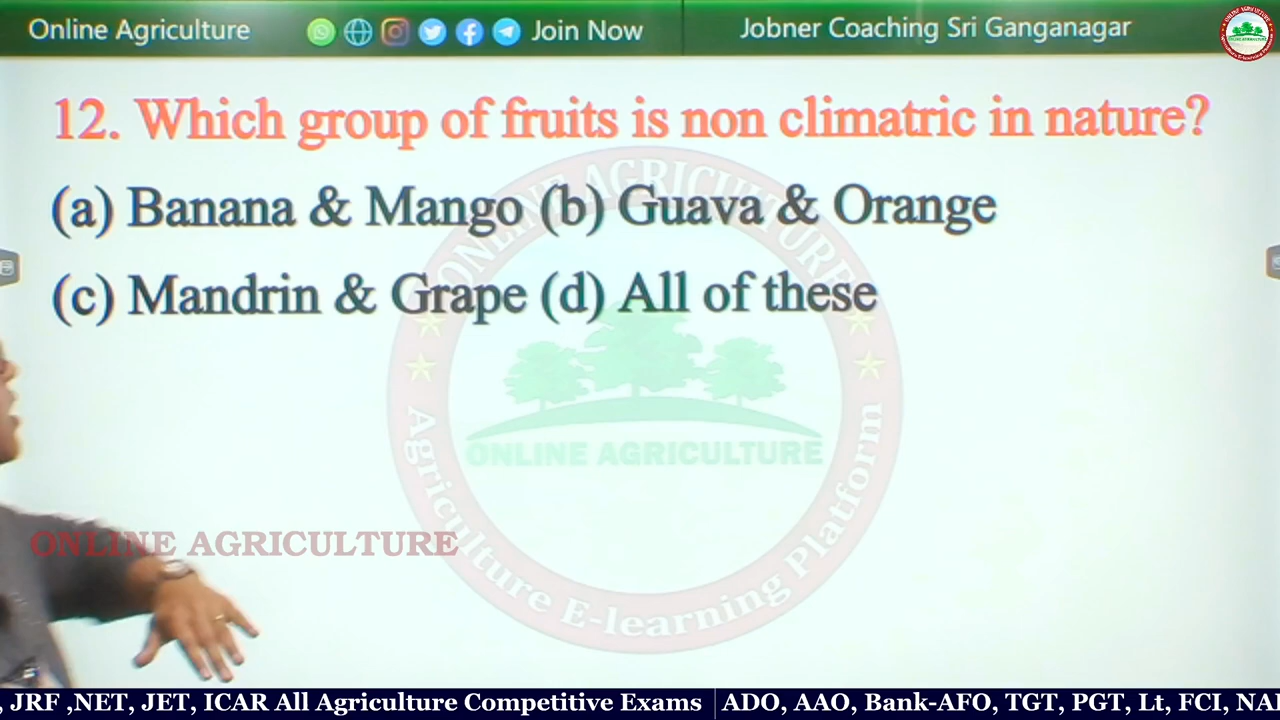 Online Agriculture Join Now Jobner Coaching Sri Ganganagar
12. Which group of fruits is non climatric in nature?
(a) Banana & Mango (b) Guava & Orange
(c) Mandrin & Grape (d) All of these
ONLINE AGRICULTURE
ONLINE AGRICULTURE
Agriculture E-learning Platform
ONLINE AGRICULTURE
, JRF ,NET, JET, ICAR All Agriculture Competitive Exams ADO, AAO, Bank-AFO, TGT, PGT, Lt, FCI,